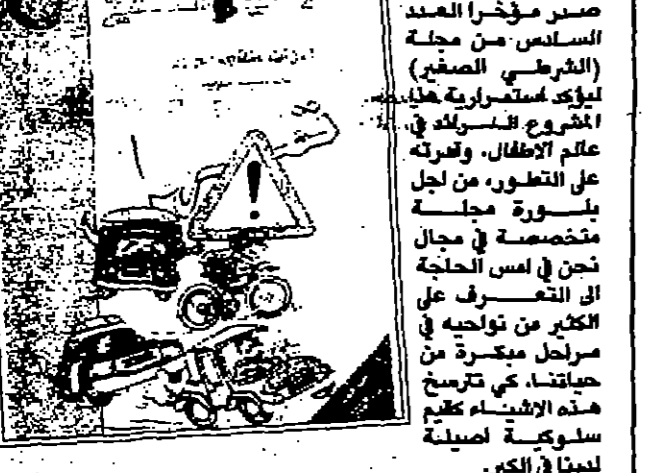 صدر مؤخرا العدد
السادس من مجلة
(الشرطي الصغير)
ليؤكد استمرارية هذا
المشروع الرائد في
عالم الاطفال، وقدرته
على التطور، من اجل
بلورة مجلة
متخصصة في مجال
نحن في امس الحاجة
الى التعرف على
الكثير من نواحيه في
مراحل مبكرة من
حياتنا، كي تترسخ
هذه الاشياء كقيم
سلوكية اصيلة
لدينا في الكبر.